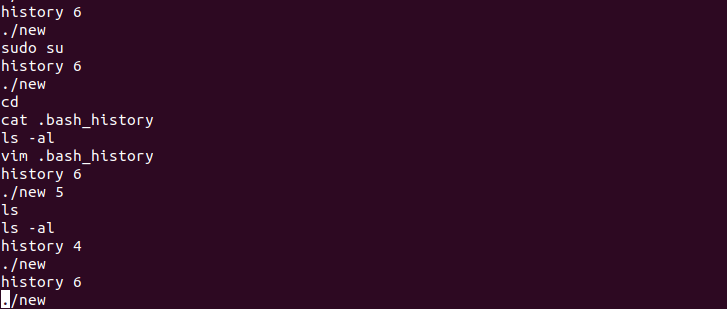 history 6
./new
sudo su
history 6
./new
cd
cat .bash_history
ls -al
vim .bash_history
history 6
./new 5
ls
ls -al
history 4
./new
history 6
./new